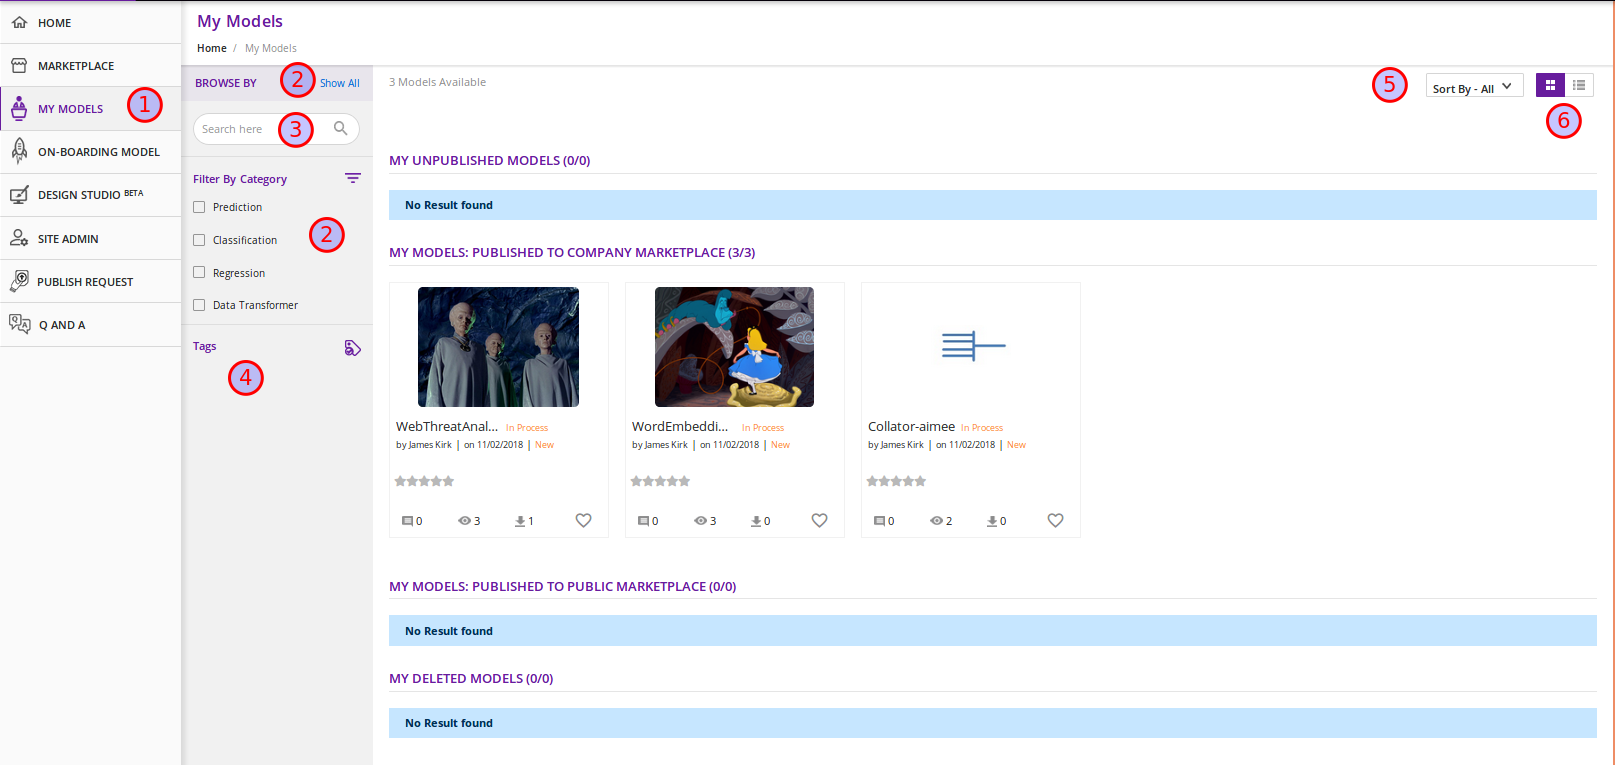 HOME
MARKETPLACE
MY MODELS 1
ON-BOARDING MODEL
DESIGN STUDIO BETA
SITE ADMIN
PUBLISH REQUEST
Q AND A
My Models
Home / My Models
BROWSE BY 2 Show All
Search here 3
Filter By Category
Prediction
Classification 2
Regression
Data Transformer
Tags
4
3 Models Available
5 Sort By - All
6
MY UNPUBLISHED MODELS (0/0)
No Result found
MY MODELS: PUBLISHED TO COMPANY MARKETPLACE (3/3)
WebThreatAnal... In Process
by James Kirk | on 11/02/2018 | New
0 3 1
WordEmbeddi... In Process
by James Kirk | on 11/02/2018 | New
0 3 0
Collator-aimee In Process
by James Kirk | on 11/02/2018 | New
0 2 0
MY MODELS: PUBLISHED TO PUBLIC MARKETPLACE (0/0)
No Result found
MY DELETED MODELS (0/0)
No Result found